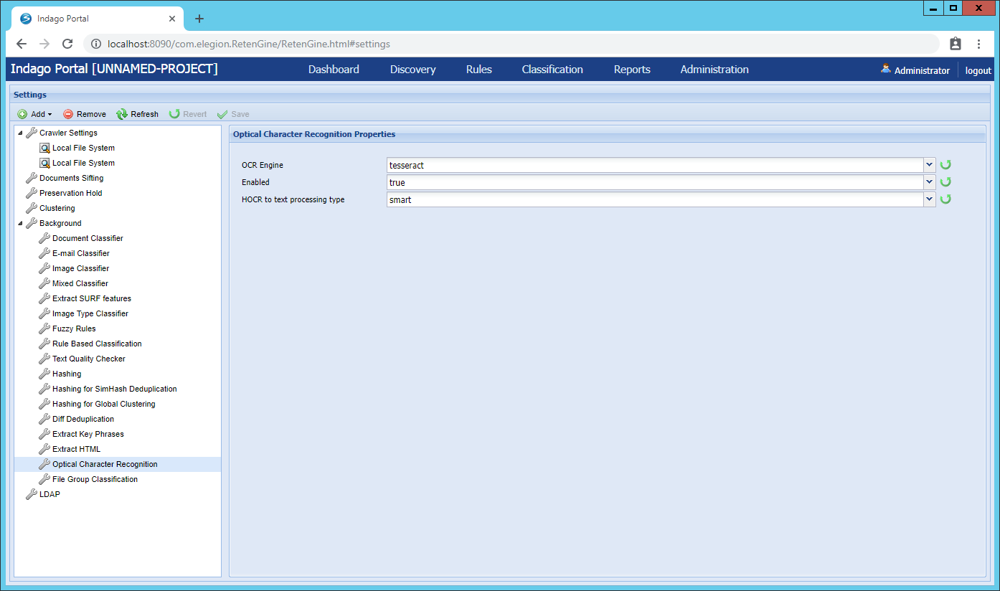 Indago Portal
localhost:8090/com.elegion.RetenGine/RetenGine.html#settings
Indago Portal [UNNAMED-PROJECT] Dashboard Discovery Rules Classification Reports Administration Administrator logout
Settings
Add Remove Refresh Revert Save
Crawler Settings
Local File System
Local File System
Documents Sifting
Preservation Hold
Clustering
Background
Document Classifier
E-mail Classifier
Image Classifier
Mixed Classifier
Extract SURF features
Image Type Classifier
Fuzzy Rules
Rule Based Classification
Text Quality Checker
Hashing
Hashing for SimHash Deduplication
Hashing for Global Clustering
Diff Deduplication
Extract Key Phrases
Extract HTML
Optical Character Recognition
File Group Classification
LDAP
Optical Character Recognition Properties
OCR Engine tesseract
Enabled true
HOCR to text processing type smart